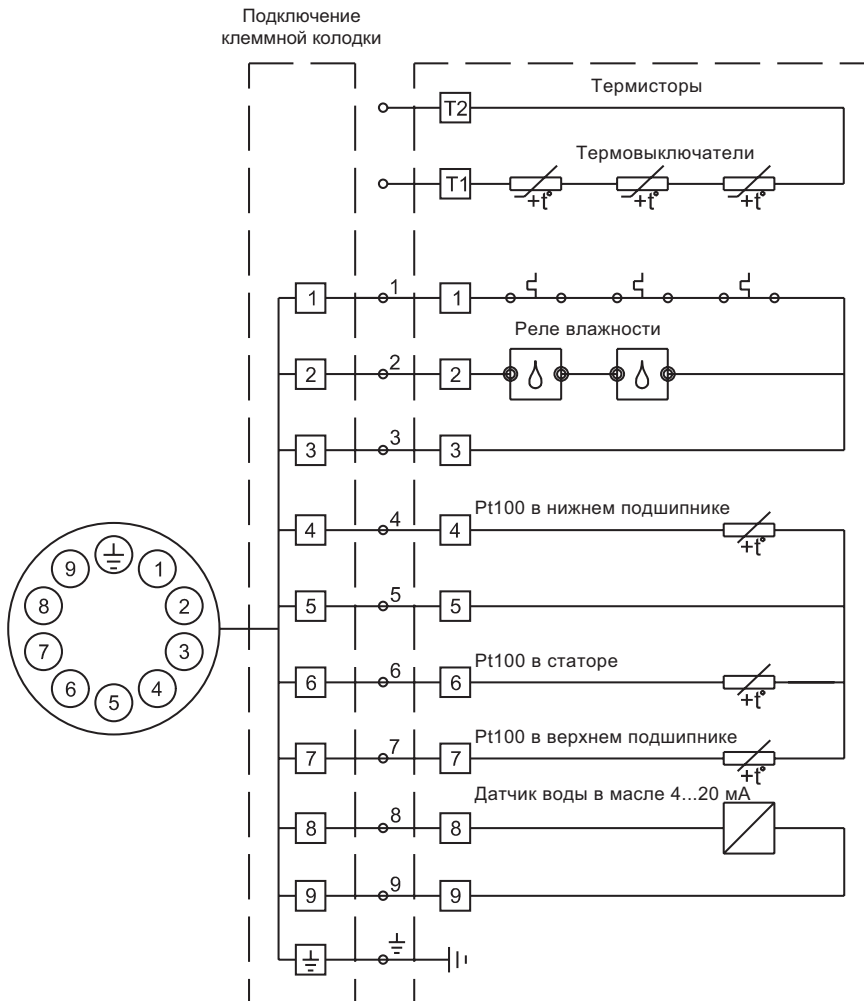 Подключение
клеммной колодки
Термисторы
T2
Термовыключатели
T1
+t° +t° +t°
1 1 1
Реле влажности
2 2 2
3 3 3
Pt100 в нижнем подшипнике
4 4 4
+t°
5 5 5
Pt100 в статоре
6 6 6
+t°
Pt100 в верхнем подшипнике
7 7 7
+t°
Датчик воды в масле 4...20 мА
8 8 8
9 9 9
9 1
8 2
7 3
6 5 4